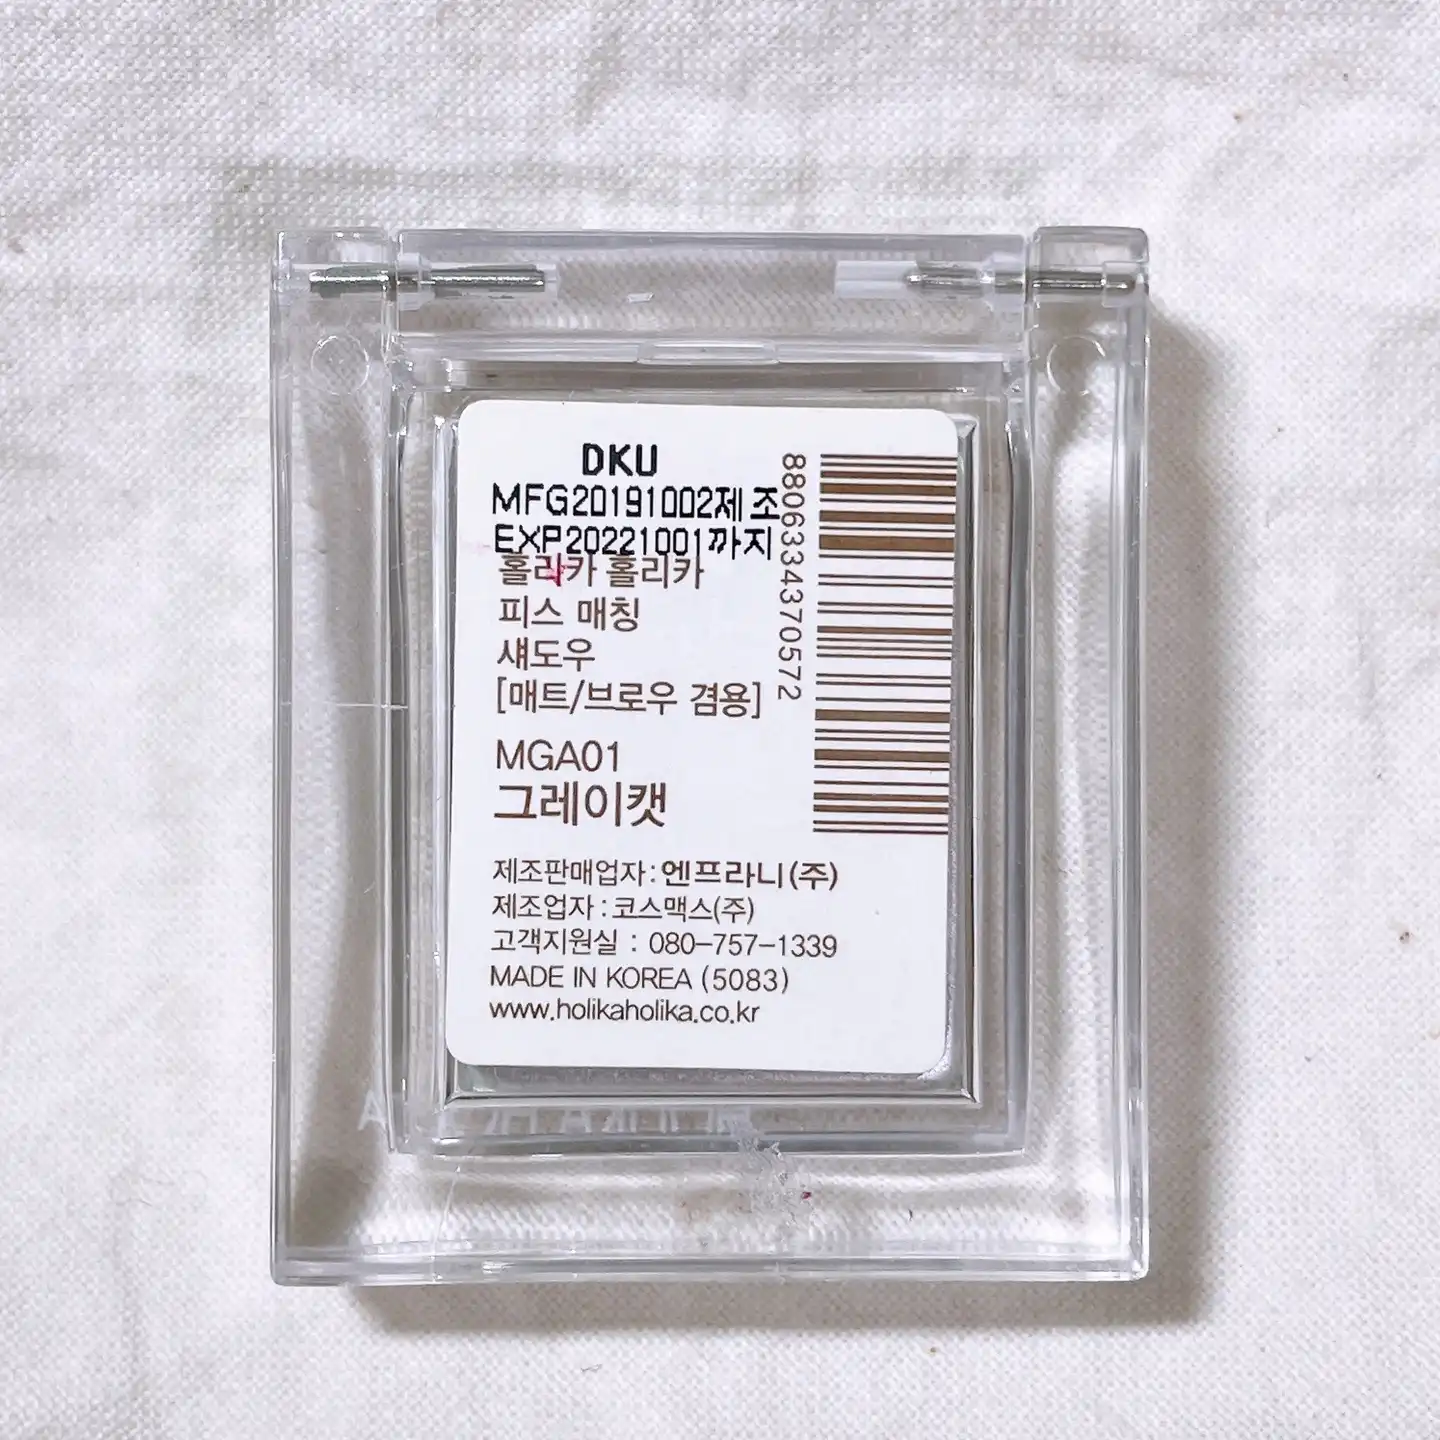 DKU
MFG20191002제조
EXP20221001까지
홀리카 홀리카
피스 매칭
섀도우
[매트/브로우 겸용]
MGA01
그레이캣
제조판매업자:엔프라니(주)
제조업자:코스맥스(주)
고객지원실 : 080-757-1339
MADE IN KOREA (5083)
www.holikaholika.co.kr
8806334370572